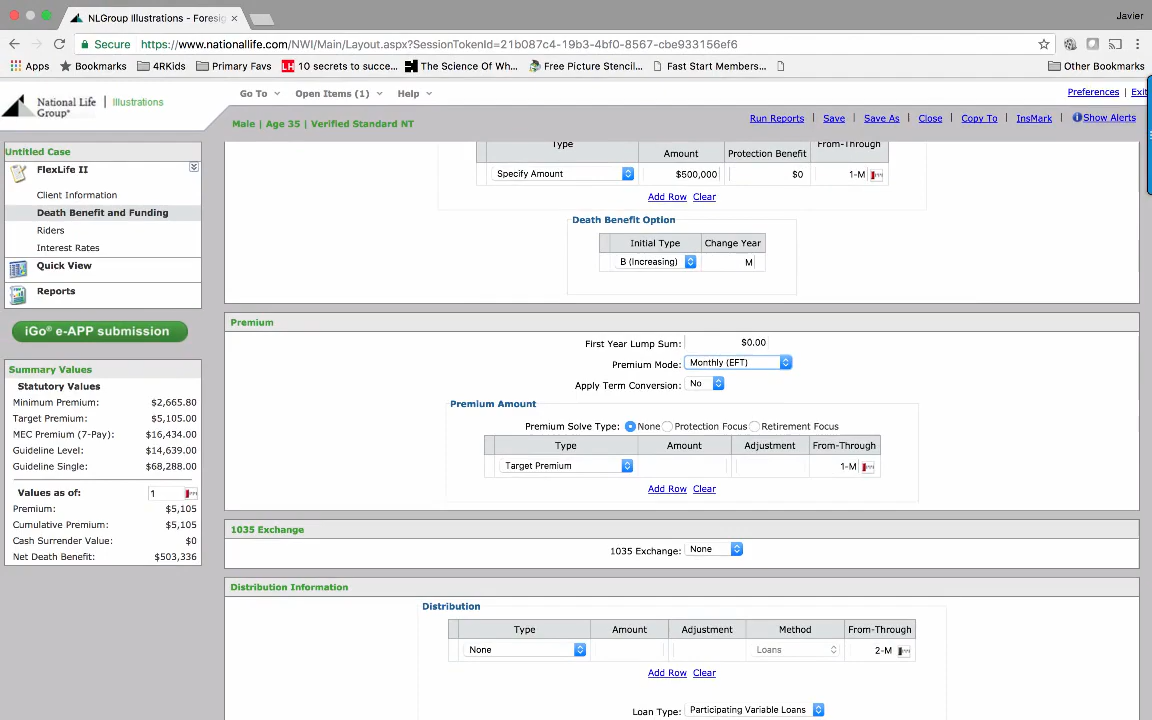 NLGroup Illustrations - Foresig
Javier
Secure https://www.nationallife.com/NWI/Main/Layout.aspx?SessionTokenId=21b087c4-19b3-4bf0-8567-cbe933156ef6
Apps Bookmarks 4RKids Primary Favs LH 10 secrets to succe... The Science Of Wh... Free Picture Stencil... Fast Start Members... Other Bookmarks
National Life Group® Illustrations
Go To Open Items (1) Help
Preferences Exit
Male | Age 35 | Verified Standard NT
Run Reports Save Save As Close Copy To InsMark Show Alerts
Untitled Case
FlexLife II
Client Information
Death Benefit and Funding
Riders
Interest Rates
Quick View
Reports
iGo® e-APP submission
Summary Values
Statutory Values
Minimum Premium: $2,665.80
Target Premium: $5,105.00
MEC Premium (7-Pay): $16,434.00
Guideline Level: $14,639.00
Guideline Single: $68,288.00
Values as of: 1
Premium: $5,105
Cumulative Premium: $5,105
Cash Surrender Value: $0
Net Death Benefit: $503,336
Type Amount Protection Benefit From-Through
Specify Amount $500,000 $0 1-M
Add Row Clear
Death Benefit Option
Initial Type Change Year
B (Increasing) M
Premium
First Year Lump Sum: $0.00
Premium Mode: Monthly (EFT)
Apply Term Conversion: No
Premium Amount
Premium Solve Type: None Protection Focus Retirement Focus
Type Amount Adjustment From-Through
Target Premium 1-M
Add Row Clear
1035 Exchange
1035 Exchange: None
Distribution Information
Distribution
Type Amount Adjustment Method From-Through
None Loans 2-M
Add Row Clear
Loan Type: Participating Variable Loans